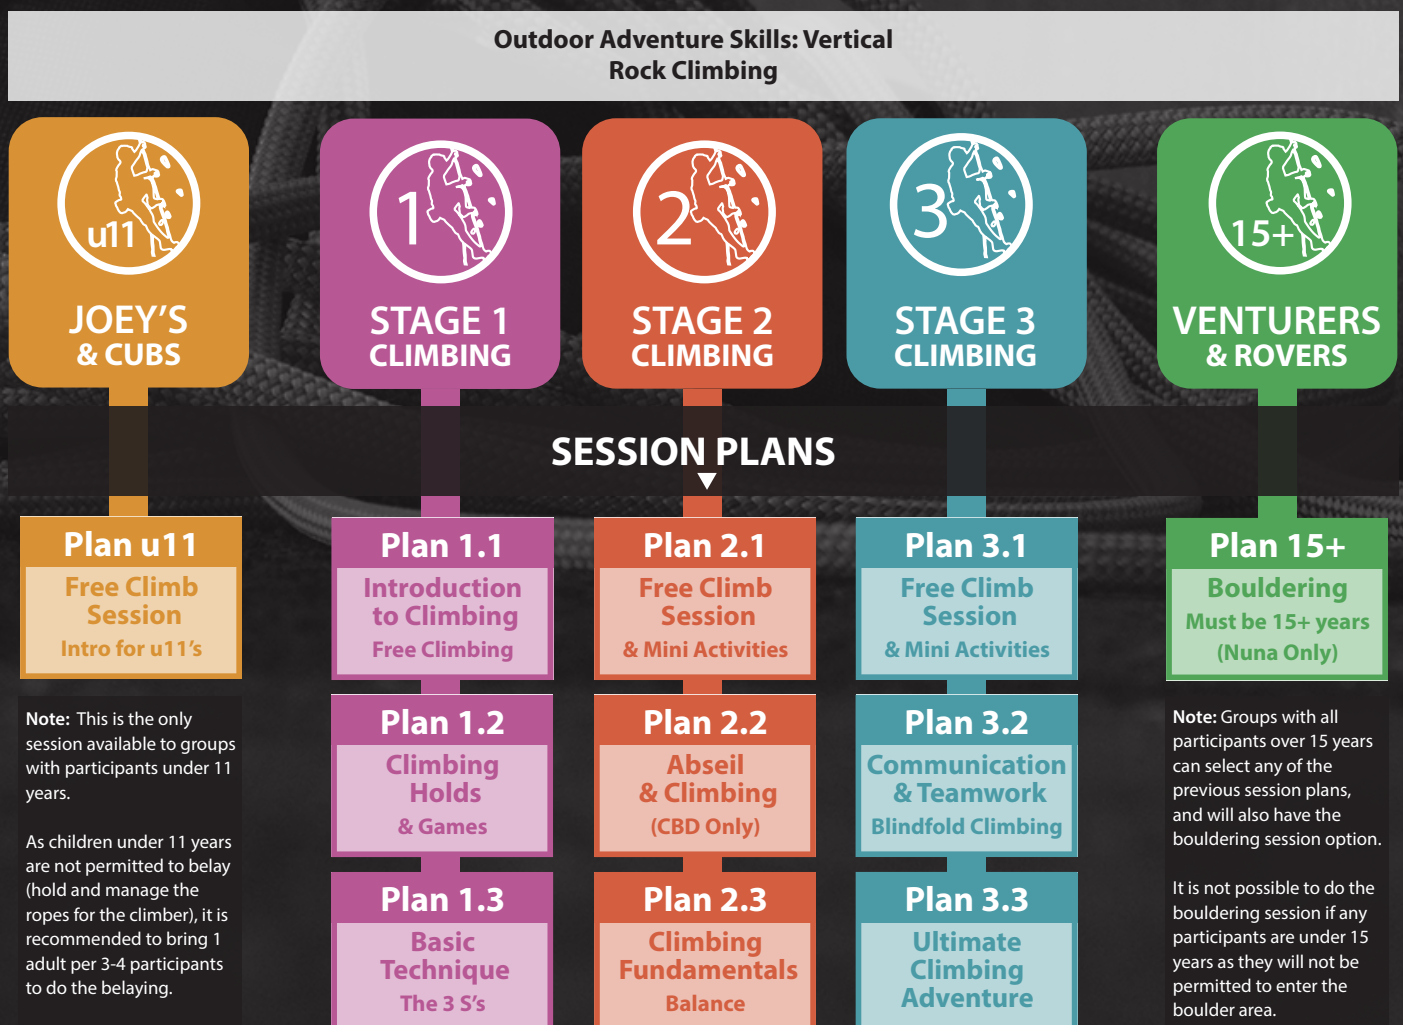 Outdoor Adventure Skills: Vertical
Rock Climbing
u11
JOEY'S
& CUBS
1
STAGE 1
CLIMBING
2
STAGE 2
CLIMBING
3
STAGE 3
CLIMBING
15+
VENTURERS
& ROVERS
SESSION PLANS
Plan u11
Free Climb
Session
Intro for u11's
Note: This is the only
session available to groups
with participants under 11
years.
As children under 11 years
are not permitted to belay
(hold and manage the
ropes for the climber), it is
recommended to bring 1
adult per 3-4 participants
to do the belaying.
Plan 1.1
Introduction
to Climbing
Free Climbing
Plan 1.2
Climbing
Holds
& Games
Plan 1.3
Basic
Technique
The 3 S's
Plan 2.1
Free Climb
Session
& Mini Activities
Plan 2.2
Abseil
& Climbing
(CBD Only)
Plan 2.3
Climbing
Fundamentals
Balance
Plan 3.1
Free Climb
Session
& Mini Activities
Plan 3.2
Communication
& Teamwork
Blindfold Climbing
Plan 3.3
Ultimate
Climbing
Adventure
Plan 15+
Bouldering
Must be 15+ years
(Nuna Only)
Note: Groups with all
participants over 15 years
can select any of the
previous session plans,
and will also have the
bouldering session option.
It is not possible to do the
bouldering session if any
participants are under 15
years as they will not be
permitted to enter the
boulder area.